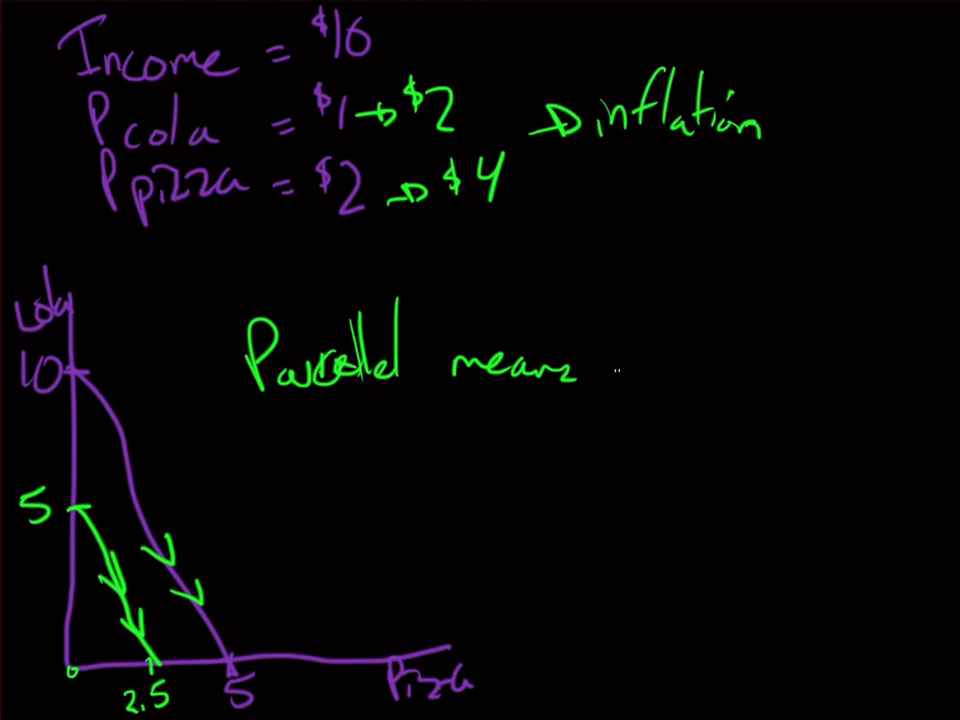 Income = $10
Pcola = $1 → $2 → inflation
Ppizza = $2 → $4
Cola
10
Parallel means
5
0
2.5
5
Pizza